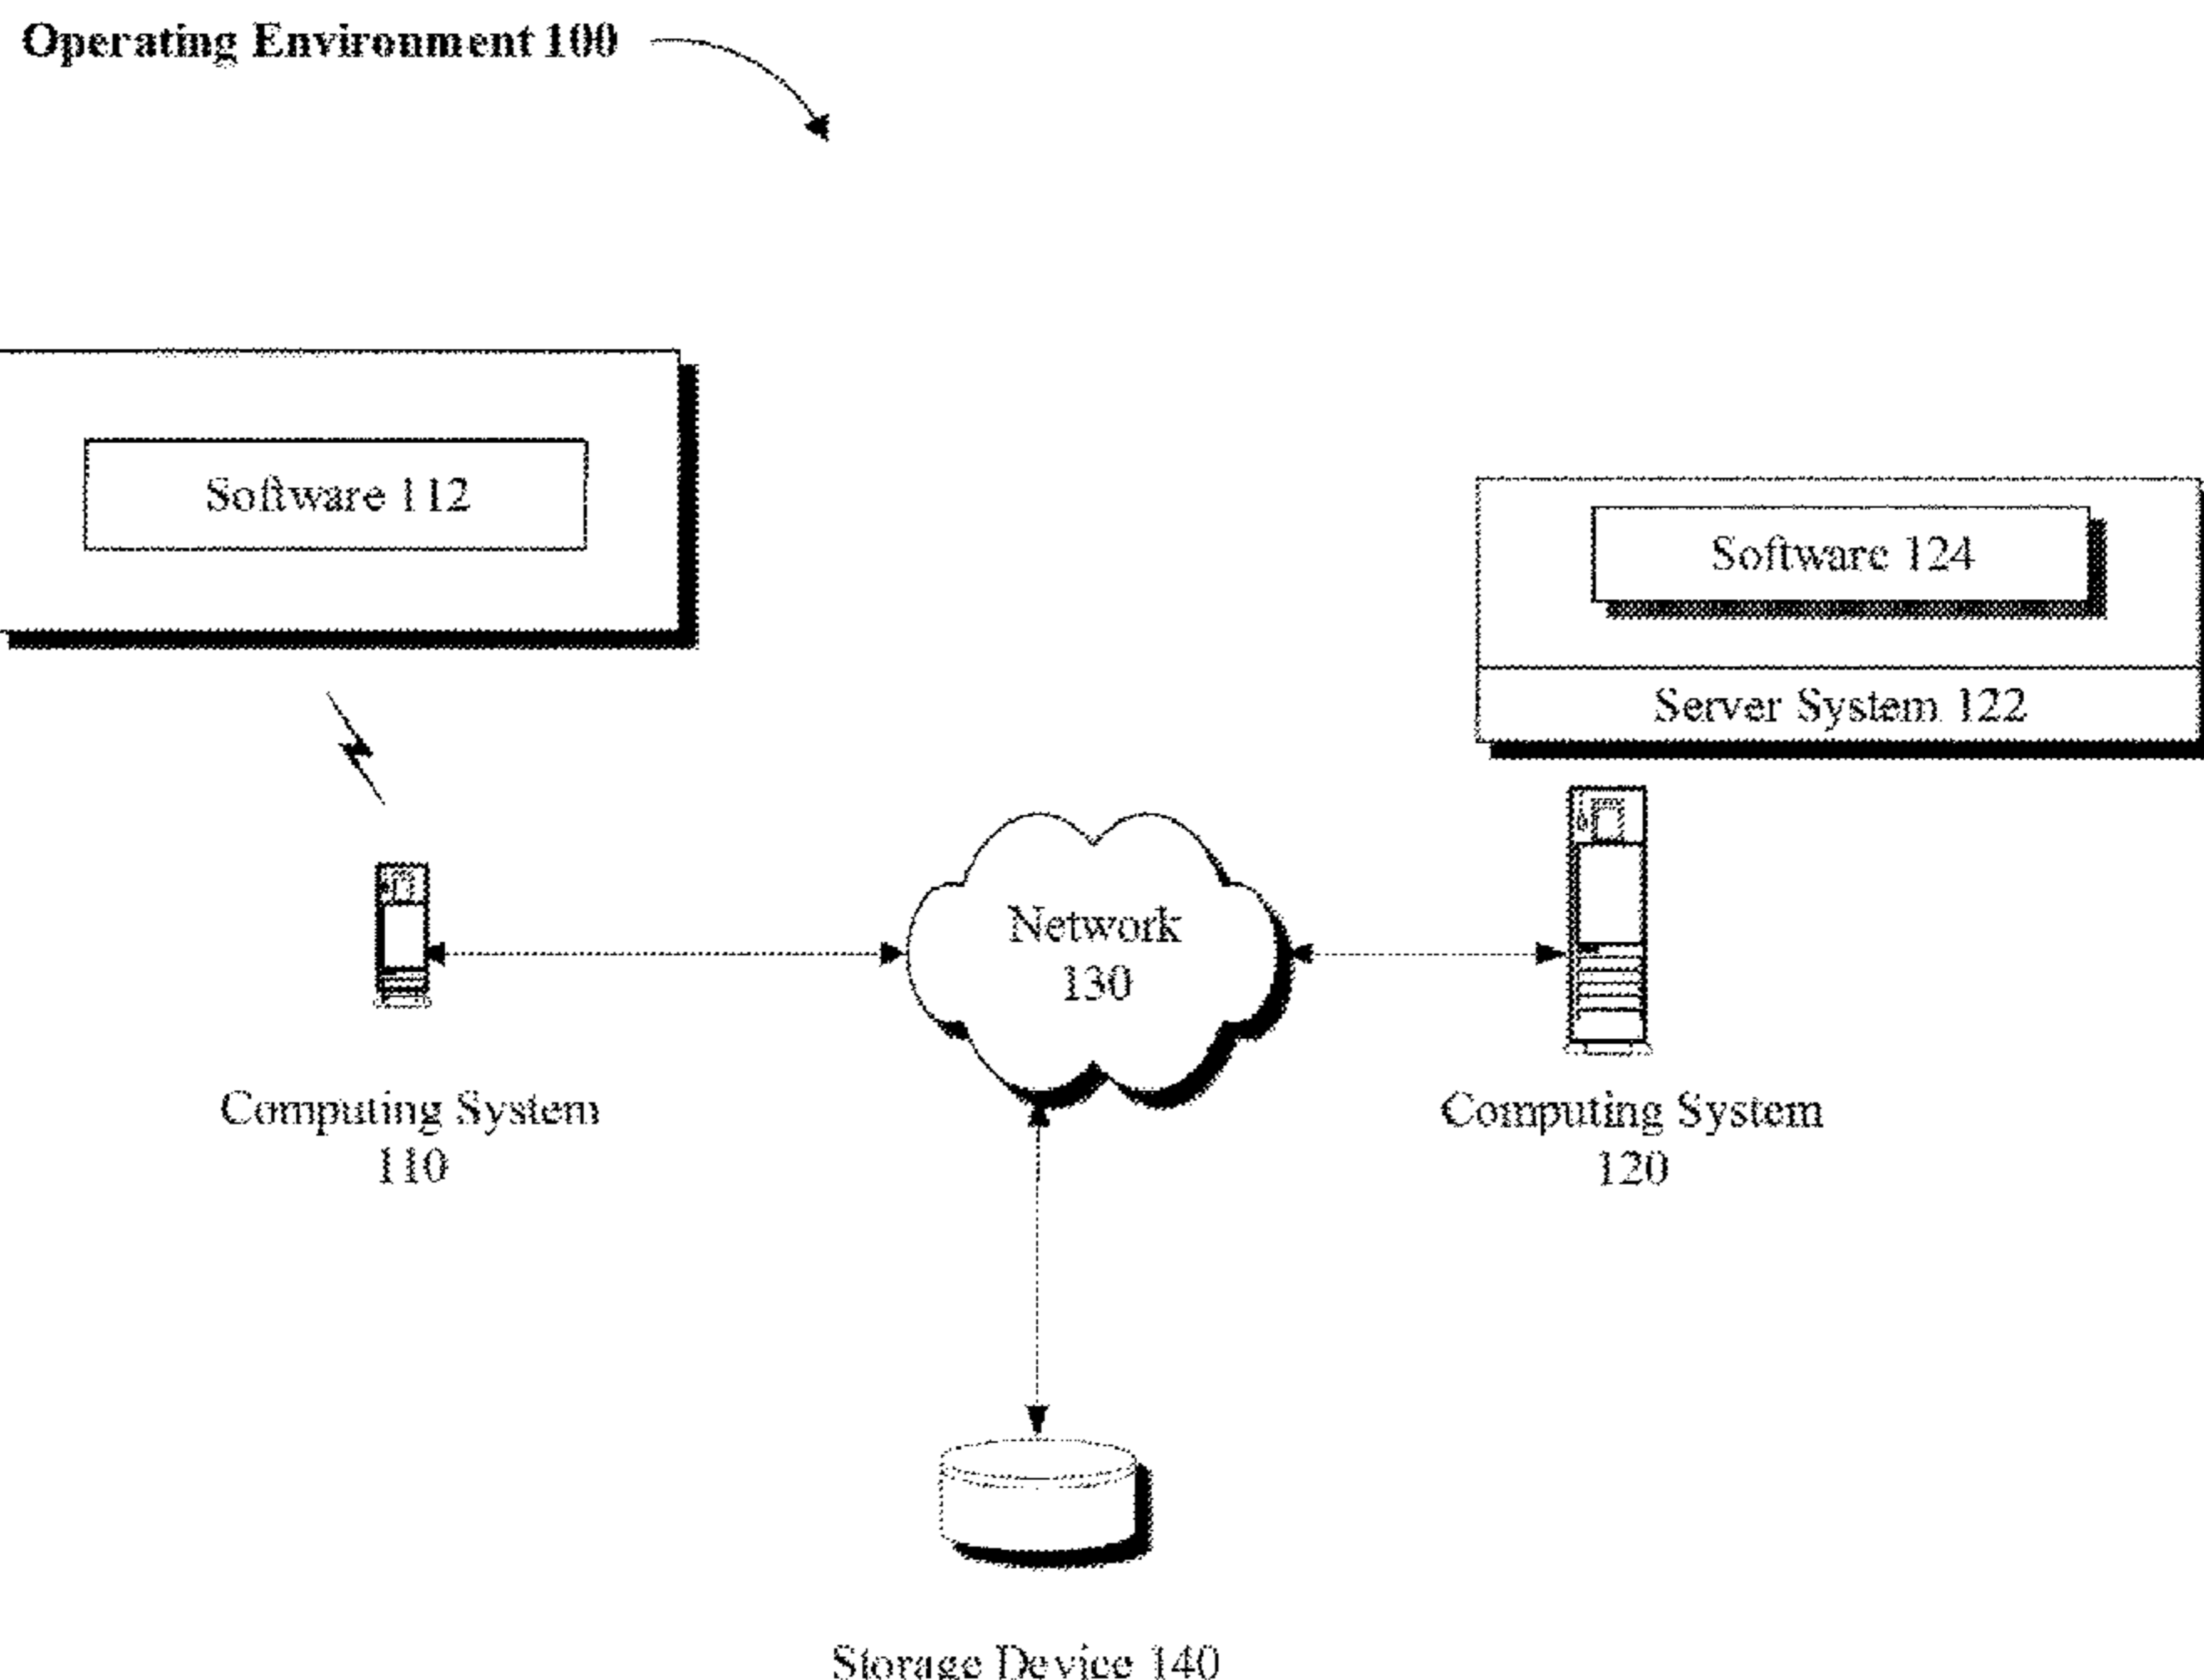 Operating Environment 100
Software 112
Software 124
Server System 122
Network
130
Computing System
110
Computing System
120
Storage Device 140